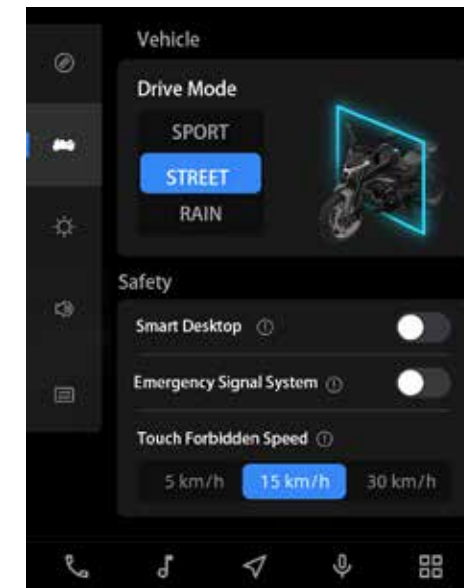 Vehicle
Drive Mode
SPORT
STREET
RAIN
Safety
Smart Desktop
Emergency Signal System
Touch Forbidden Speed
5 km/h 15 km/h 30 km/h